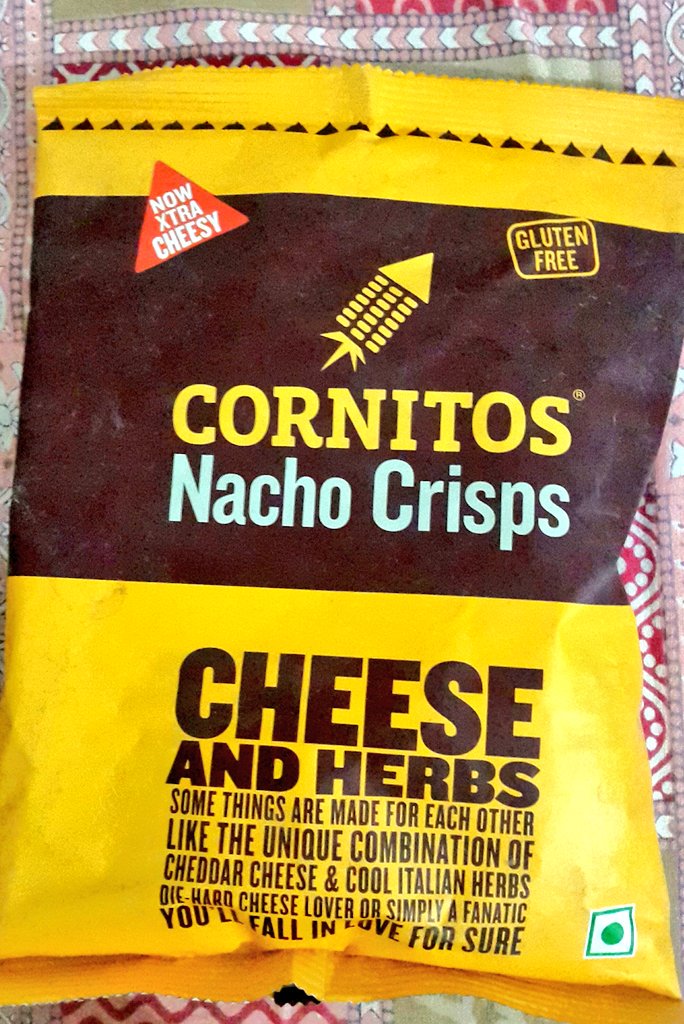 NOW
XTRA
CHEESY
GLUTEN
FREE
CORNITOS®
Nacho Crisps
CHEESE
AND HERBS
SOME THINGS ARE MADE FOR EACH OTHER
LIKE THE UNIQUE COMBINATION OF
CHEDDAR CHEESE & COOL ITALIAN HERBS
DIE-HARD CHEESE LOVER OR SIMPLY A FANATIC
YOU'LL FALL IN LOVE FOR SURE